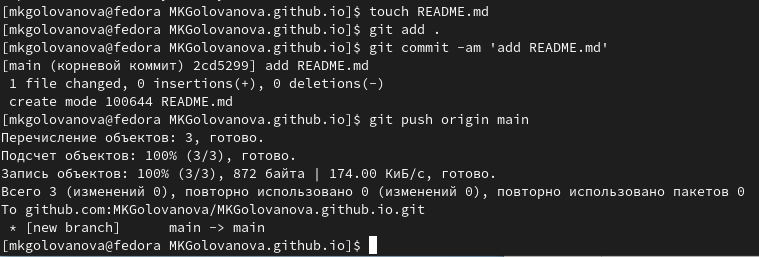 [mkgolovanova@fedora MKGolovanova.github.io]$ touch README.md
[mkgolovanova@fedora MKGolovanova.github.io]$ git add .
[mkgolovanova@fedora MKGolovanova.github.io]$ git commit -am 'add README.md'
[main (корневой коммит) 2cd5299] add README.md
 1 file changed, 0 insertions(+), 0 deletions(-)
 create mode 100644 README.md
[mkgolovanova@fedora MKGolovanova.github.io]$ git push origin main
Перечисление объектов: 3, готово.
Подсчет объектов: 100% (3/3), готово.
Запись объектов: 100% (3/3), 872 байта | 174.00 КиБ/с, готово.
Всего 3 (изменений 0), повторно использовано 0 (изменений 0), повторно использовано пакетов 0
To github.com:MKGolovanova/MKGolovanova.github.io.git
 * [new branch]      main -> main
[mkgolovanova@fedora MKGolovanova.github.io]$